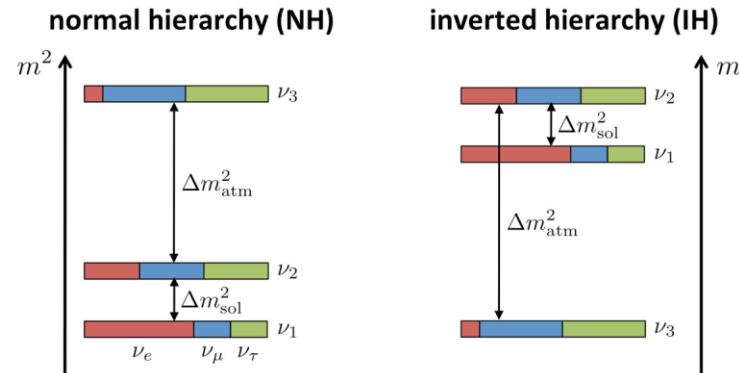 normal hierarchy (NH)
inverted hierarchy (IH)
m²
ν₃
Δm²atm
ν₂
Δm²sol
ν₁
νe νμ ντ
m
ν₂
Δm²sol
ν₁
Δm²atm
ν₃